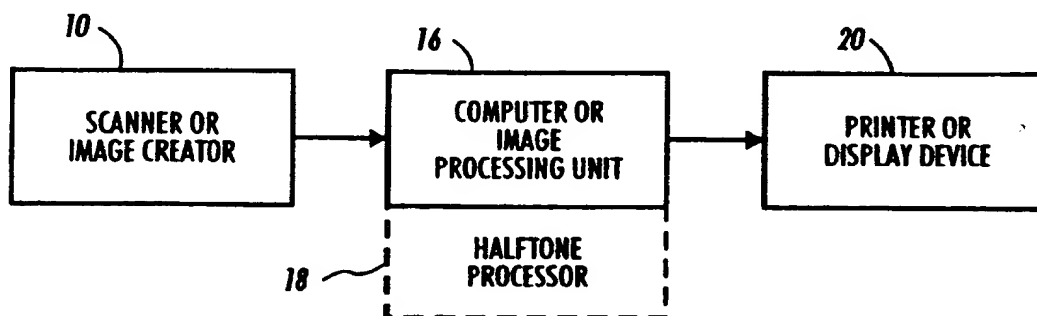 10
SCANNER OR
IMAGE CREATOR
16
COMPUTER OR
IMAGE
PROCESSING UNIT
20
PRINTER OR
DISPLAY DEVICE
18
HALFTONE
PROCESSOR